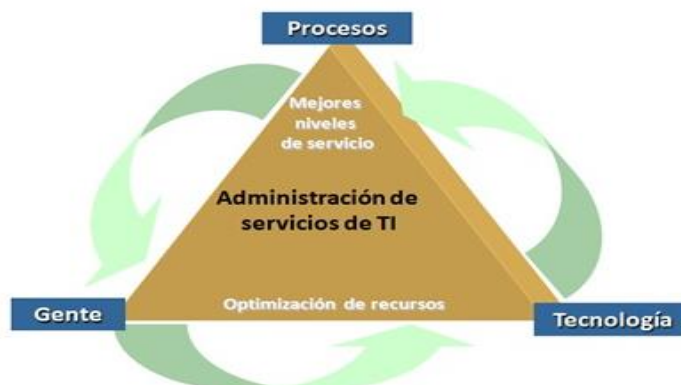 Procesos
Mejores
niveles
de servicio
Administración de
servicios de TI
Optimización de recursos
Gente
Tecnología